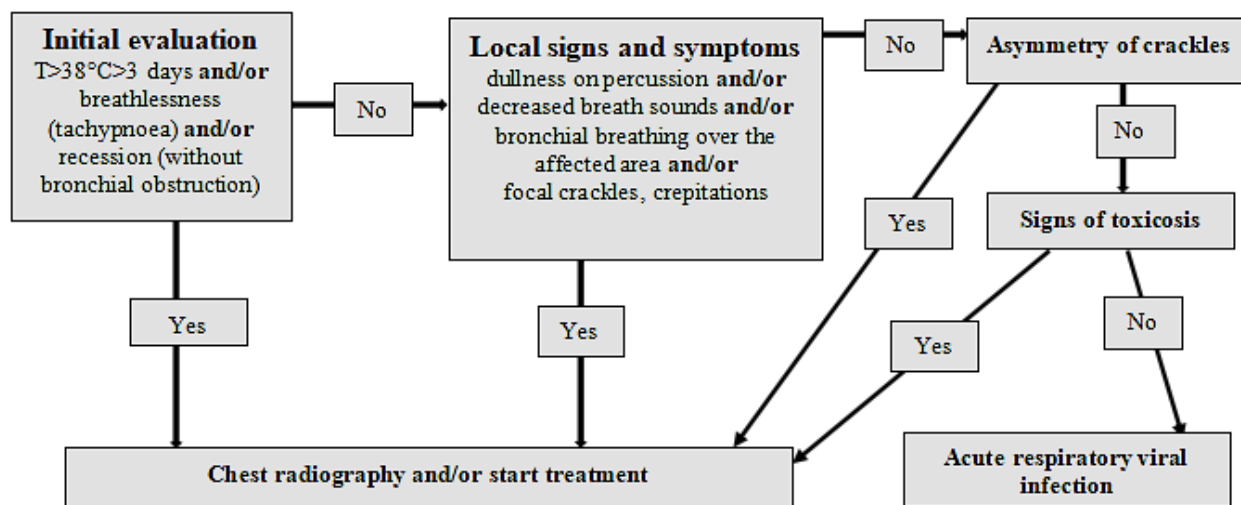 Initial evaluation
T>38°C>3 days and/or
breathlessness
(tachypnoea) and/or
recession (without
bronchial obstruction)
No
Local signs and symptoms
dullness on percussion and/or
decreased breath sounds and/or
bronchial breathing over the
affected area and/or
focal crackles, crepitations
No
Asymmetry of crackles
No
Yes
Signs of toxicosis
Yes
Yes
Yes
No
Chest radiography and/or start treatment
Acute respiratory viral
infection